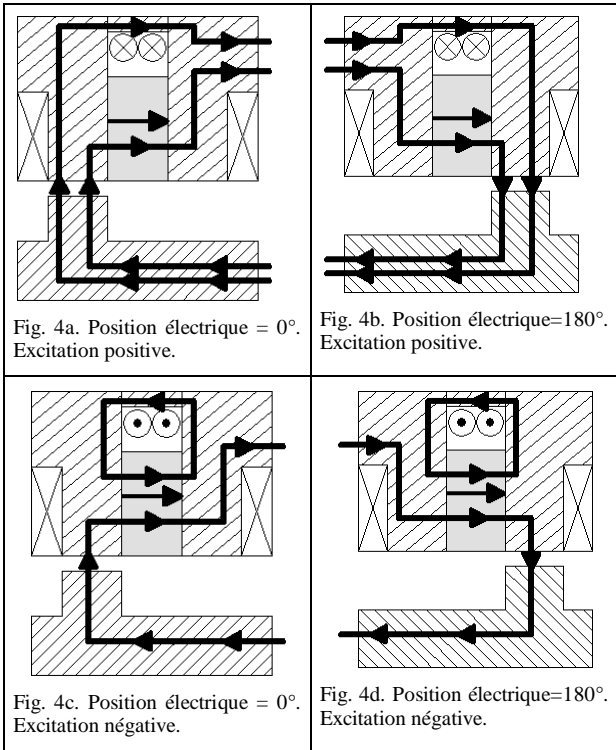 Fig. 4a. Position électrique = 0°.
Excitation positive.
Fig. 4b. Position électrique=180°.
Excitation positive.
Fig. 4c. Position électrique = 0°.
Excitation négative.
Fig. 4d. Position électrique=180°.
Excitation négative.